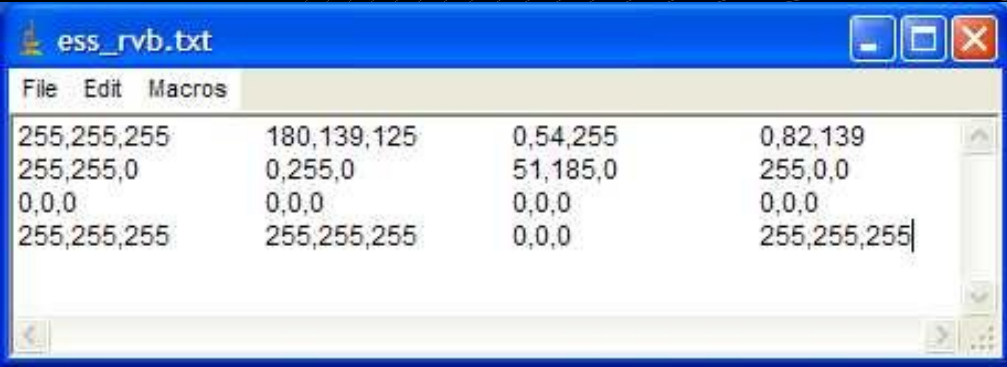 ess_rvb.txt
File Edit Macros
255,255,255 180,139,125 0,54,255 0,82,139
255,255,0 0,255,0 51,185,0 255,0,0
0,0,0 0,0,0 0,0,0 0,0,0
255,255,255 255,255,255 0,0,0 255,255,255